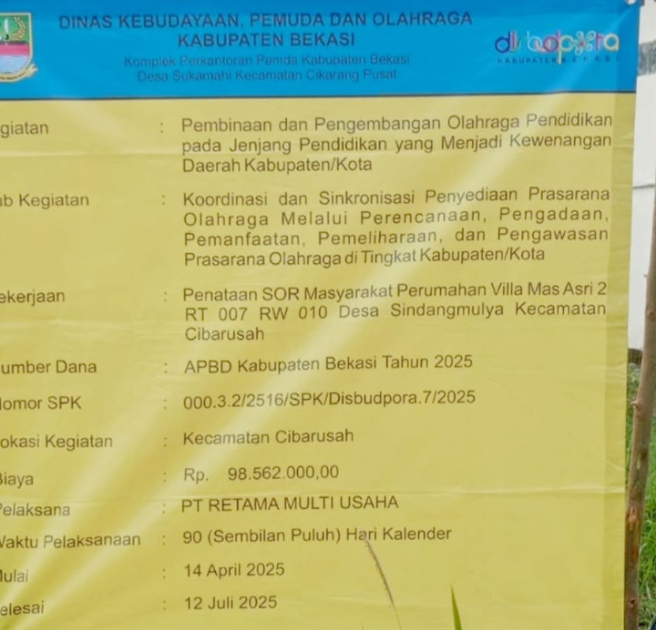 DINAS KEBUDAYAAN, PEMUDA DAN OLAHRAGA
KABUPATEN BEKASI
Komplek Perkantoran Pemda Kabupaten Bekasi
Desa Sukamahi Kecamatan Cikarang Pusat
disbudpora
KABUPATEN BEKASI
giatan : Pembinaan dan Pengembangan Olahraga Pendidikan
pada Jenjang Pendidikan yang Menjadi Kewenangan
Daerah Kabupaten/Kota
ub Kegiatan : Koordinasi dan Sinkronisasi Penyediaan Prasarana
Olahraga Melalui Perencanaan, Pengadaan,
Pemanfaatan, Pemeliharaan, dan Pengawasan
Prasarana Olahraga di Tingkat Kabupaten/Kota
ekerjaan : Penataan SOR Masyarakat Perumahan Villa Mas Asri 2
RT 007 RW 010 Desa Sindangmulya Kecamatan
Cibarusah
umber Dana : APBD Kabupaten Bekasi Tahun 2025
Nomor SPK : 000.3.2/2516/SPK/Disbudpora.7/2025
okasi Kegiatan : Kecamatan Cibarusah
Biaya : Rp. 98.562.000,00
Pelaksana : PT RETAMA MULTI USAHA
Waktu Pelaksanaan : 90 (Sembilan Puluh) Hari Kalender
Mulai : 14 April 2025
elesai : 12 Juli 2025